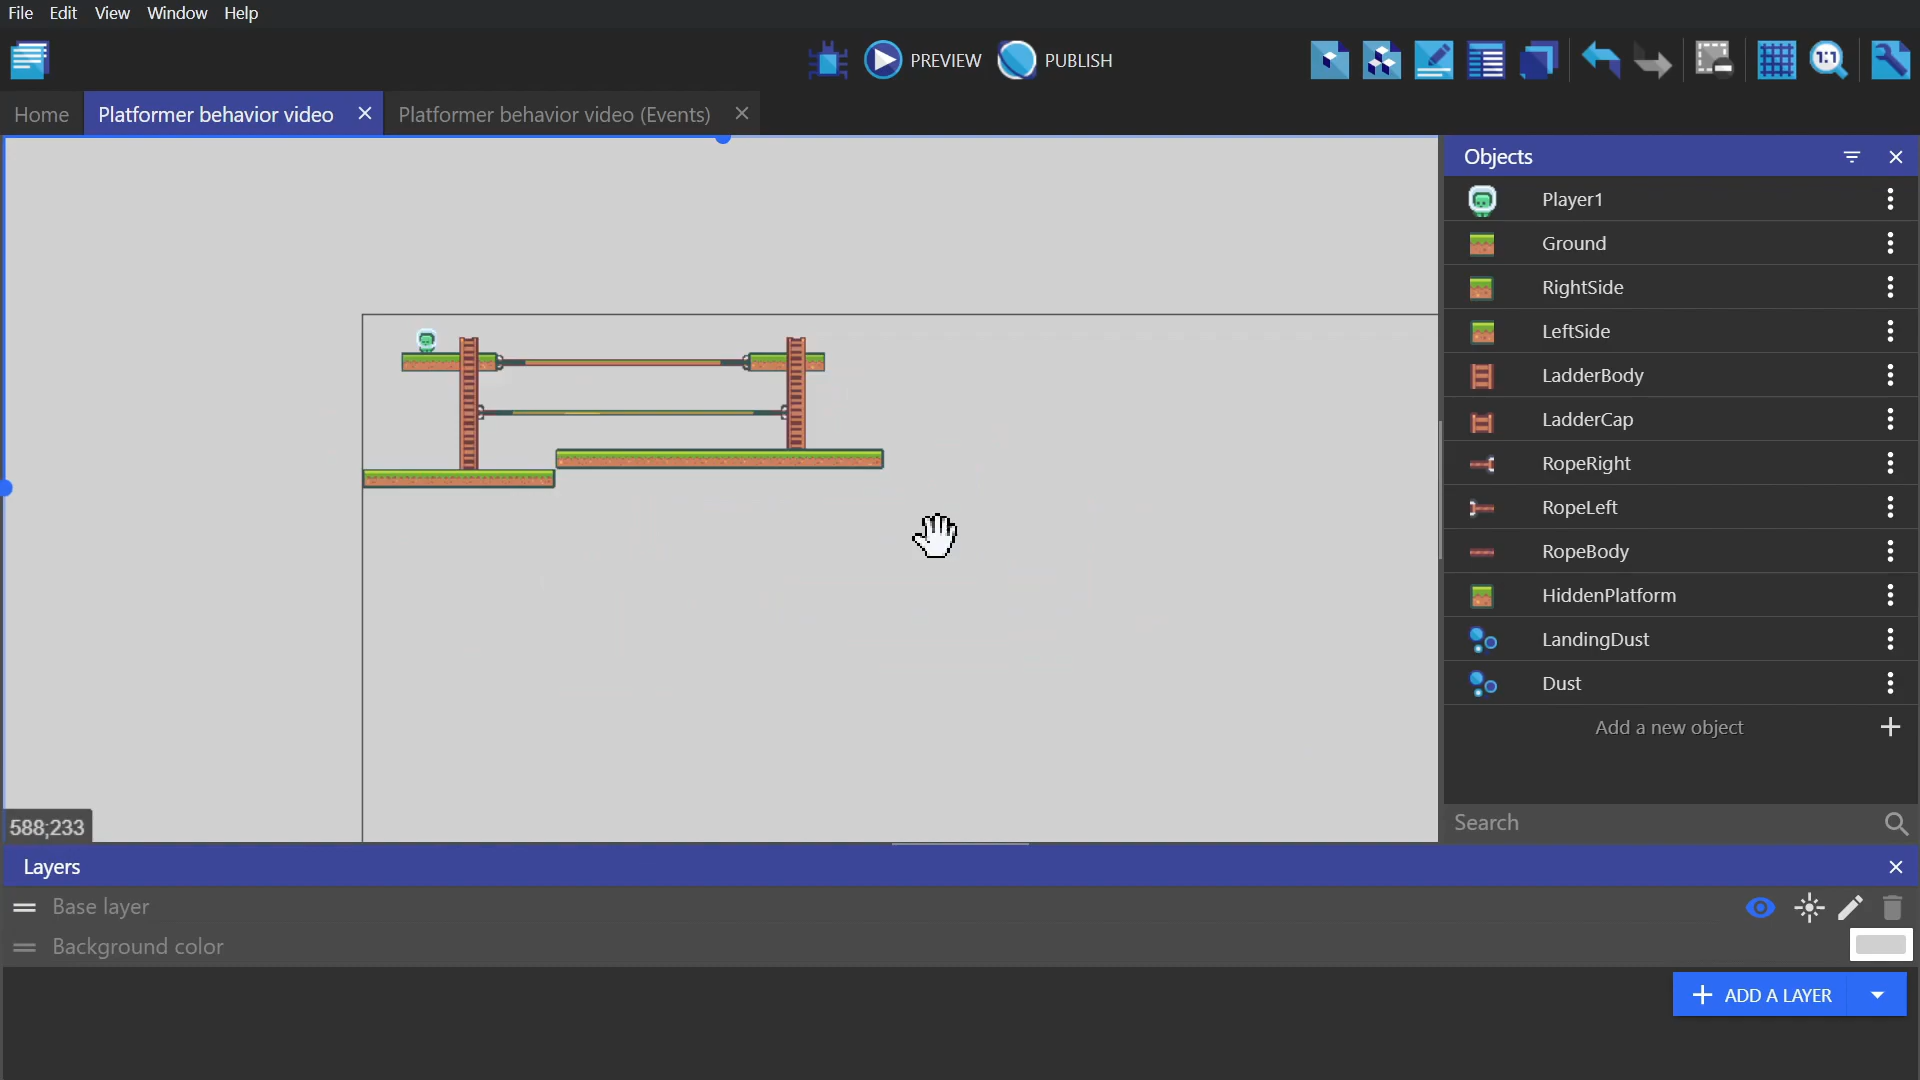 File Edit View Window Help
PREVIEW PUBLISH 1:1
Home Platformer behavior video Platformer behavior video (Events)
Objects
Player1
Ground
RightSide
LeftSide
LadderBody
LadderCap
RopeRight
RopeLeft
RopeBody
HiddenPlatform
LandingDust
Dust
Add a new object
Search
588;233
Layers
Base layer
Background color
ADD A LAYER